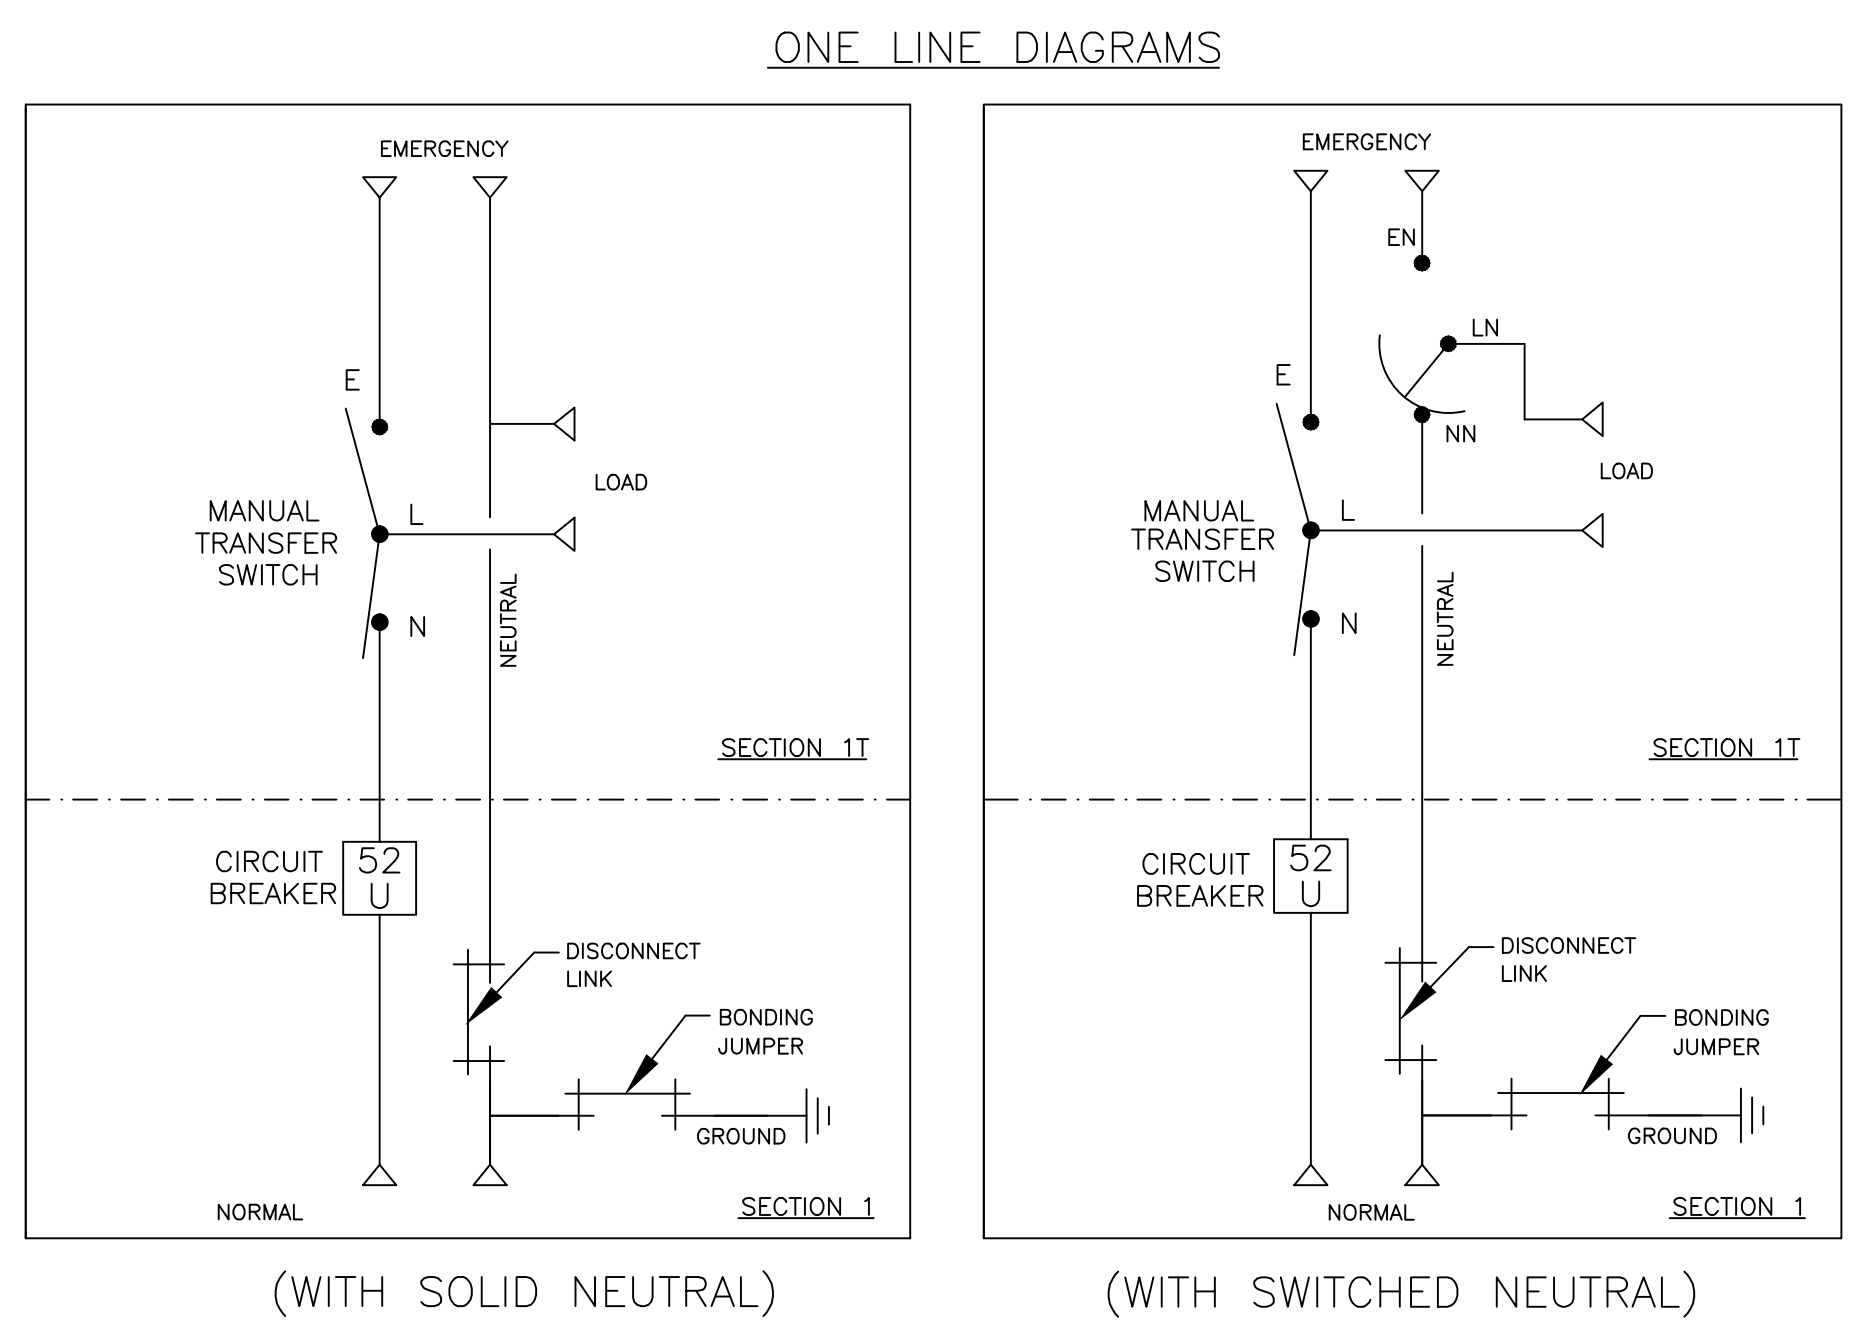 ONE LINE DIAGRAMS
EMERGENCY
E
LOAD
L
MANUAL
TRANSFER
SWITCH
NEUTRAL
N
SECTION 1T
CIRCUIT
BREAKER
52
U
DISCONNECT
LINK
BONDING
JUMPER
GROUND
NORMAL
SECTION 1
(WITH SOLID NEUTRAL)
EMERGENCY
EN
LN
E
NN
LOAD
L
MANUAL
TRANSFER
SWITCH
NEUTRAL
N
SECTION 1T
CIRCUIT
BREAKER
52
U
DISCONNECT
LINK
BONDING
JUMPER
GROUND
NORMAL
SECTION 1
(WITH SWITCHED NEUTRAL)